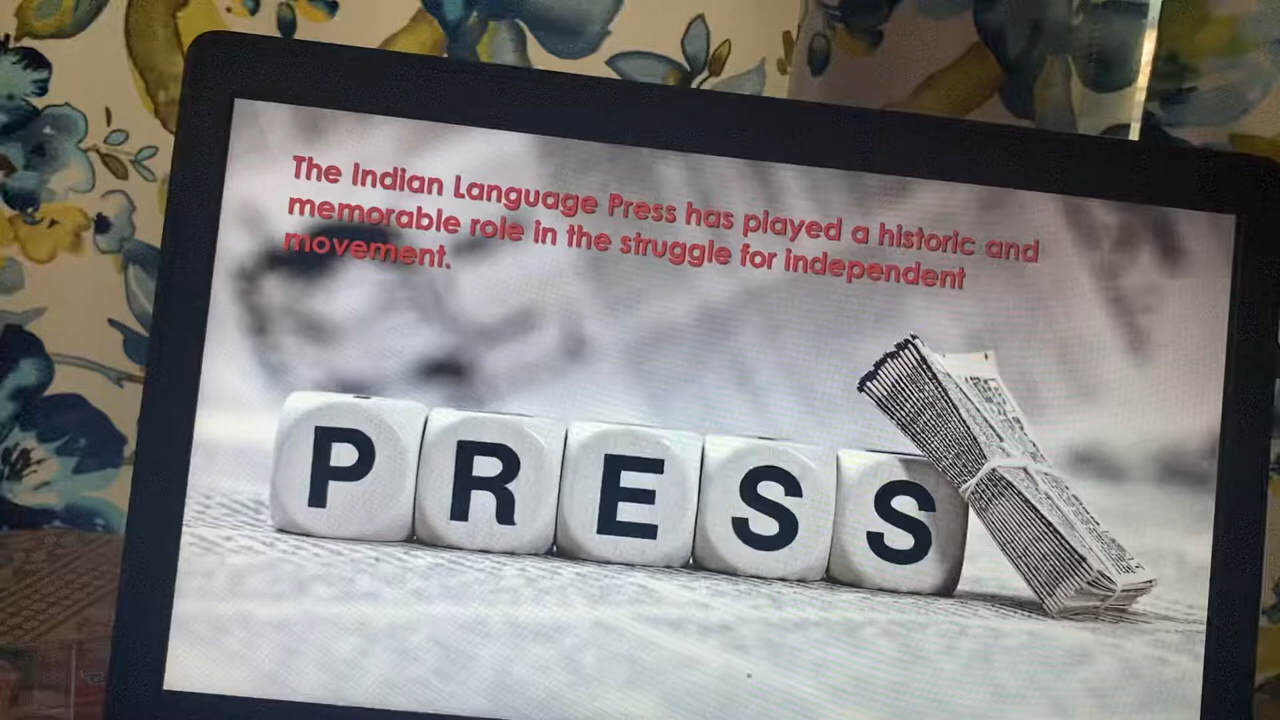 The Indian Language Press has played a historic and
memorable role in the struggle for independent
movement.
PRESS